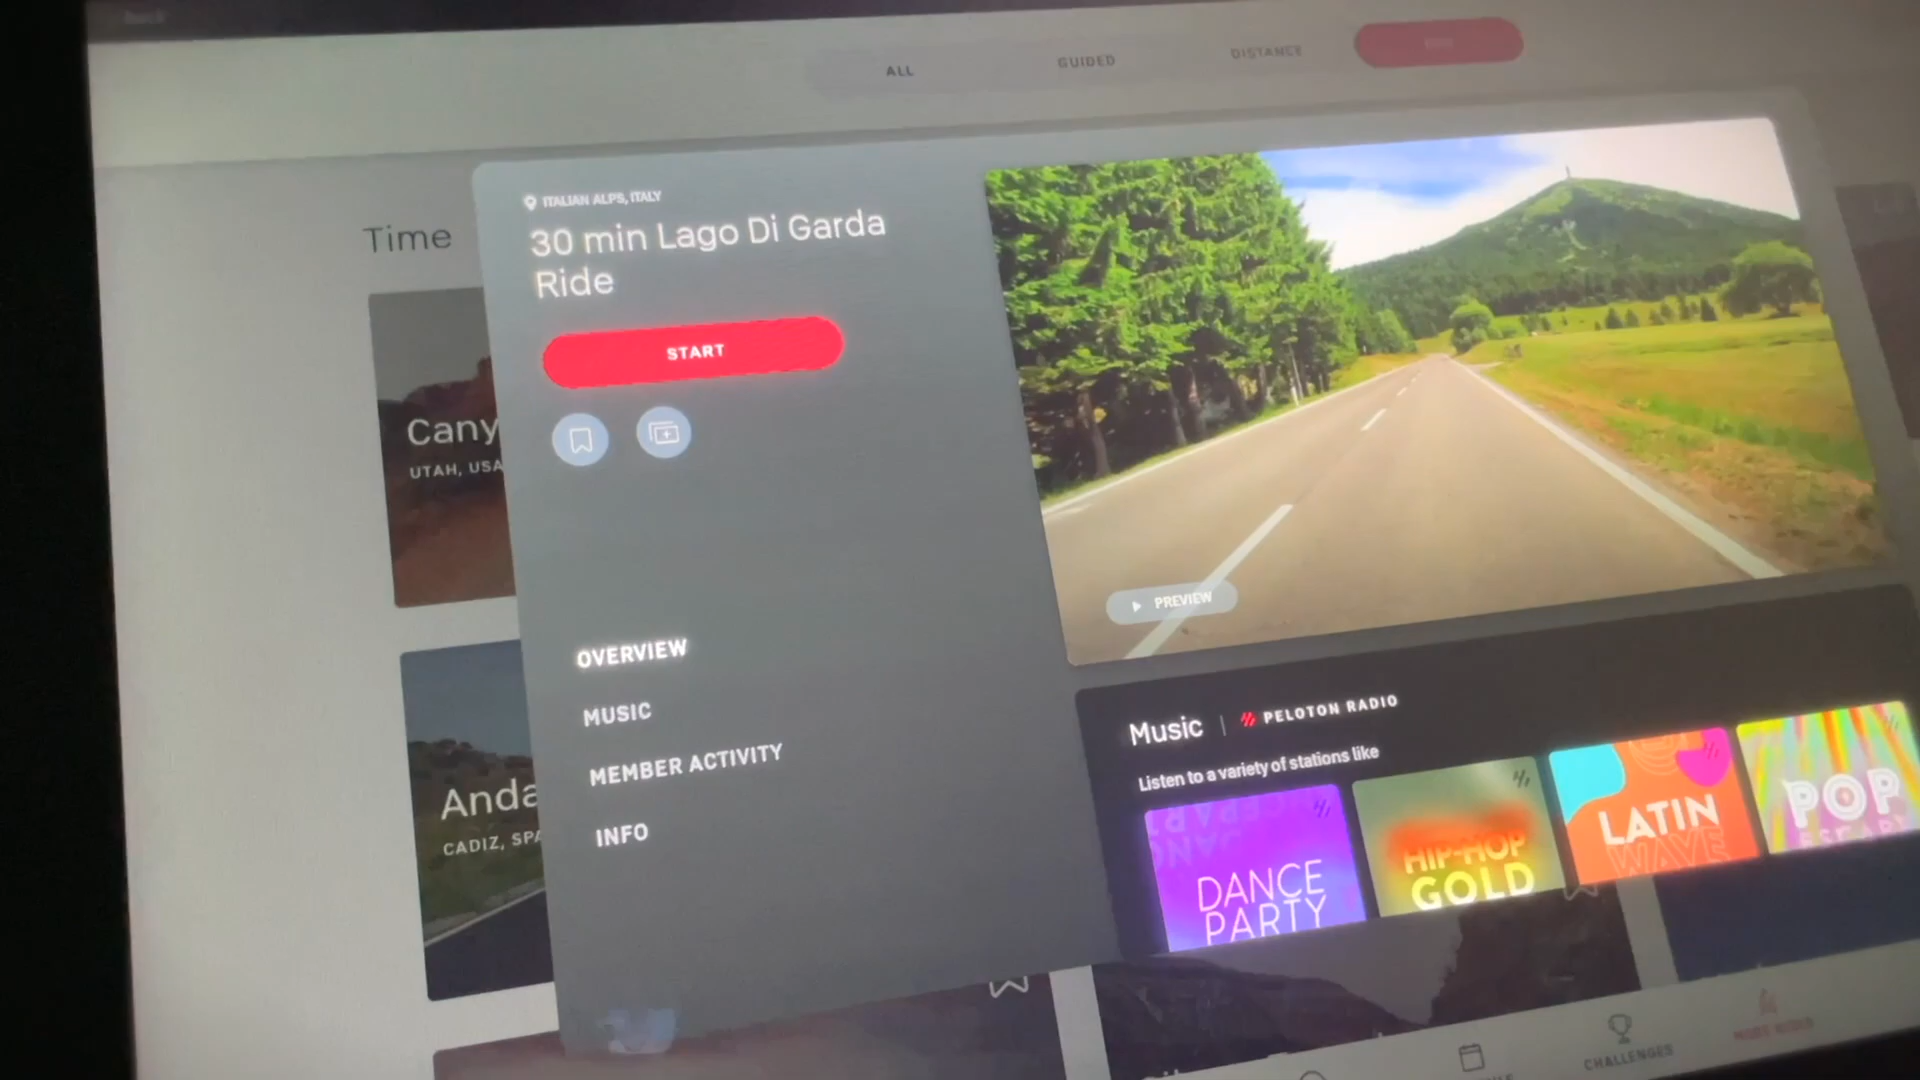 ALL
GUIDED
DISTANCE
Time
ITALIAN ALPS, ITALY
30 min Lago Di Garda
Ride
START
Cany
UTAH, USA
PREVIEW
OVERVIEW
MUSIC
MEMBER ACTIVITY
INFO
Anda
CADIZ, SPA
Music | PELOTON RADIO
Listen to a variety of stations like
DANCE
PARTY
HIP-HOP
GOLD
LATIN
WAVE
POP
CHALLENGES